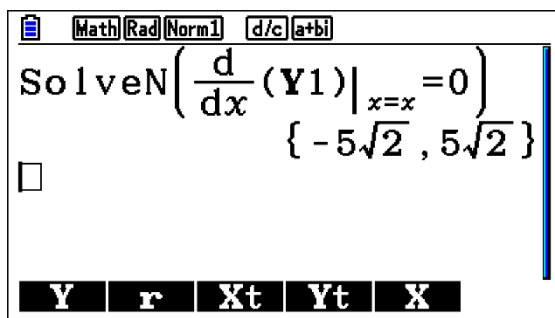 Math Rad Norm1 d/c a+bi
SolveN(d/dx(Y1)|x=x=0)
{-5√2,5√2}
Y r Xt Yt X